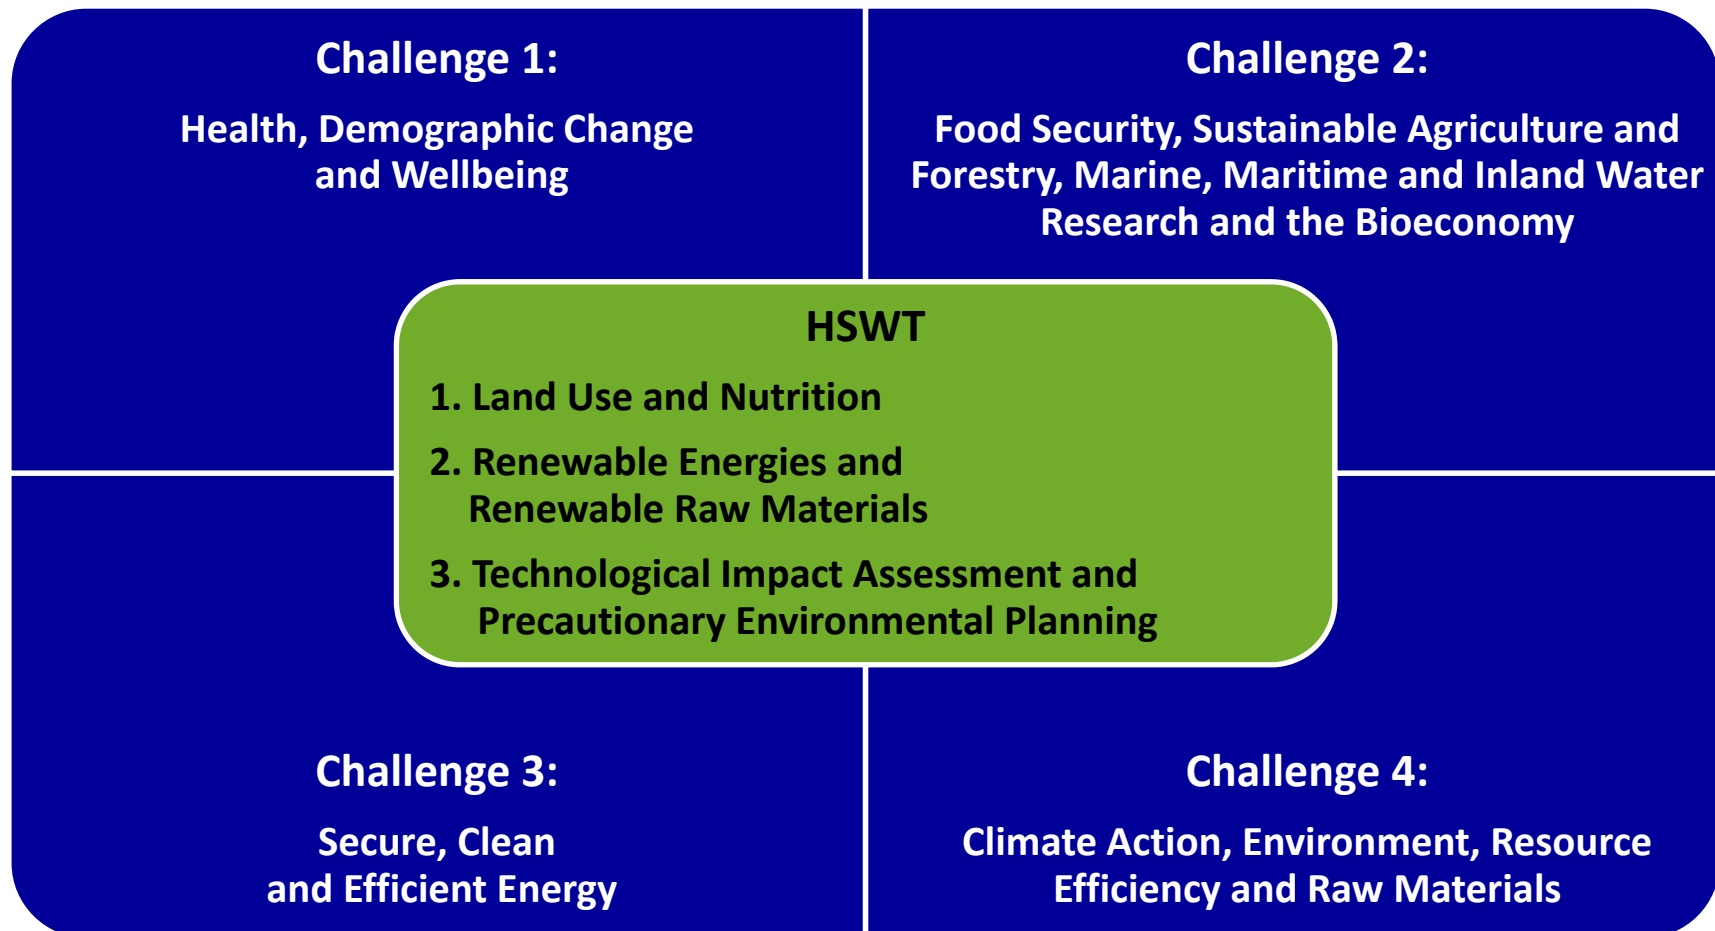 Challenge 1:
Health, Demographic Change
and Wellbeing
Challenge 2:
Food Security, Sustainable Agriculture and
Forestry, Marine, Maritime and Inland Water
Research and the Bioeconomy
HSWT
1. Land Use and Nutrition
2. Renewable Energies and
Renewable Raw Materials
3. Technological Impact Assessment and
Precautionary Environmental Planning
Challenge 3:
Secure, Clean
and Efficient Energy
Challenge 4:
Climate Action, Environment, Resource
Efficiency and Raw Materials